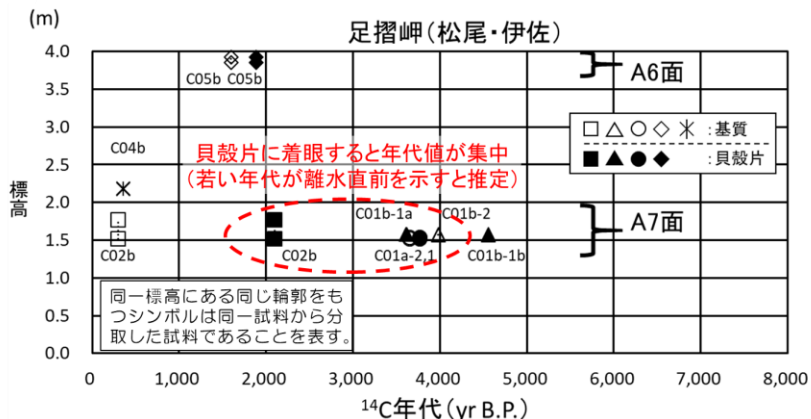 足摺岬(松尾・伊佐)
(m)
4.0
3.5
3.0
2.5
2.0
1.5
1.0
0.5
0.0
標高
C05b C05b
A6面
□ △ ○ ◇ ⚹ :基質
■ ▲ ● ◆ :貝殻片
C04b
貝殻片に着眼すると年代値が集中
(若い年代が離水直前を示すと推定)
C01b-1a
C01b-2
A7面
C02b
C02b
C01a-2,1
C01b-1b
同一標高にある同じ輪郭をも
つシンボルは同一試料から分
取した試料であることを表す。
0 1,000 2,000 3,000 4,000 5,000 6,000 7,000 8,000
¹⁴C年代(yr B.P.)